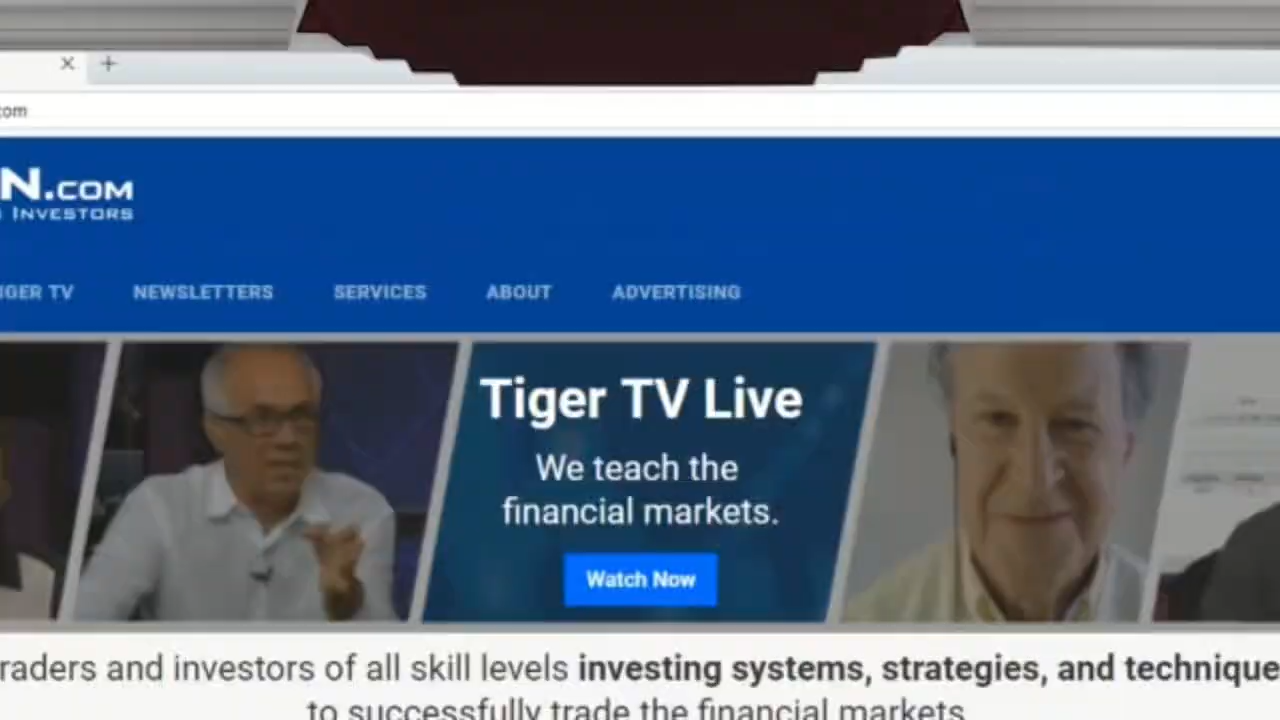 com
N.COM
INVESTORS
IGER TV NEWSLETTERS SERVICES ABOUT ADVERTISING
Tiger TV Live
We teach the
financial markets.
Watch Now
raders and investors of all skill levels investing systems, strategies, and technique
to successfully trade the financial markets